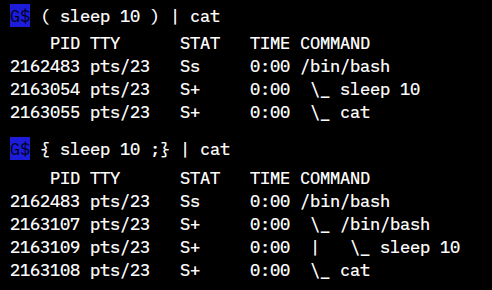 G$ ( sleep 10 ) | cat
    PID TTY      STAT   TIME COMMAND
2162483 pts/23   Ss     0:00 /bin/bash
2163054 pts/23   S+     0:00  \_ sleep 10
2163055 pts/23   S+     0:00  \_ cat
G$ { sleep 10 ;} | cat
    PID TTY      STAT   TIME COMMAND
2162483 pts/23   Ss     0:00 /bin/bash
2163107 pts/23   S+     0:00  \_ /bin/bash
2163109 pts/23   S+     0:00  |   \_ sleep 10
2163108 pts/23   S+     0:00  \_ cat